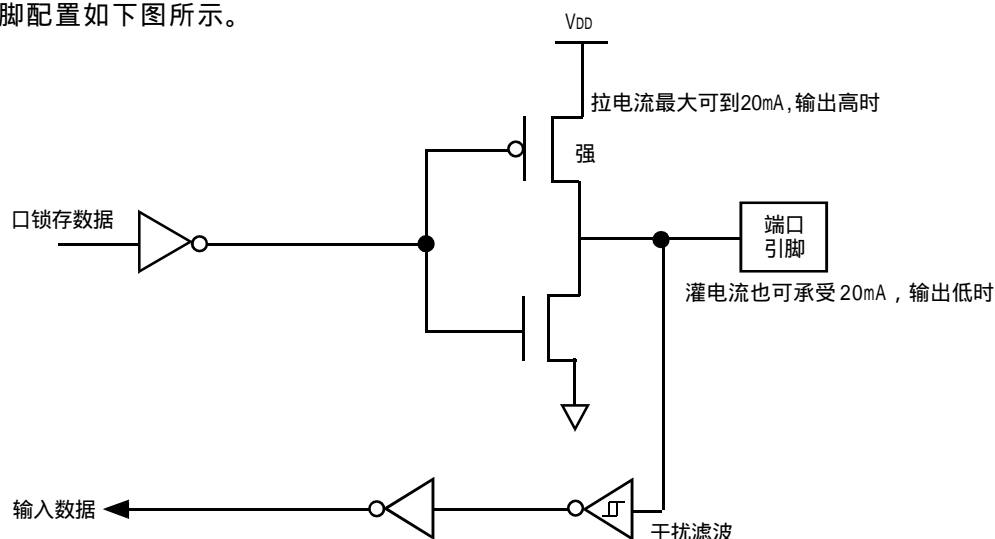 脚配置如下图所示。
VDD
拉电流最大可到20mA,输出高时
强
口锁存数据
端口
引脚
灌电流也可承受20mA，输出低时
输入数据
干扰滤波